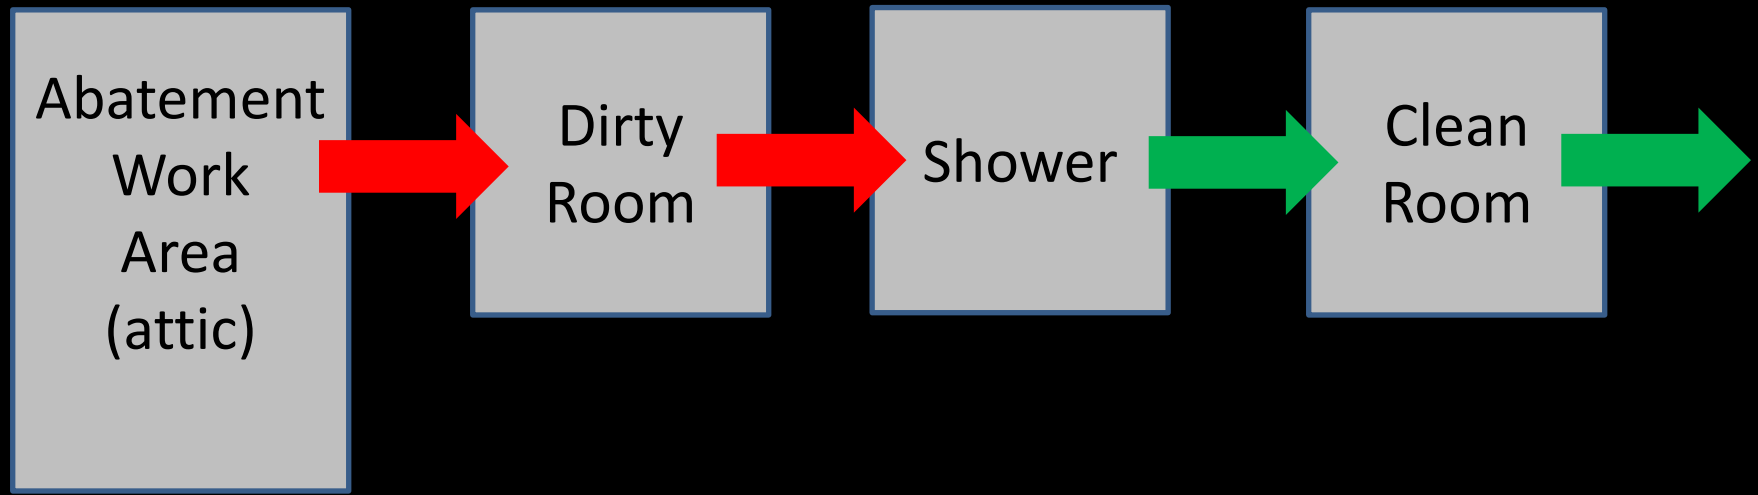 Abatement
Work
Area
(attic)
Dirty
Room
Shower
Clean
Room